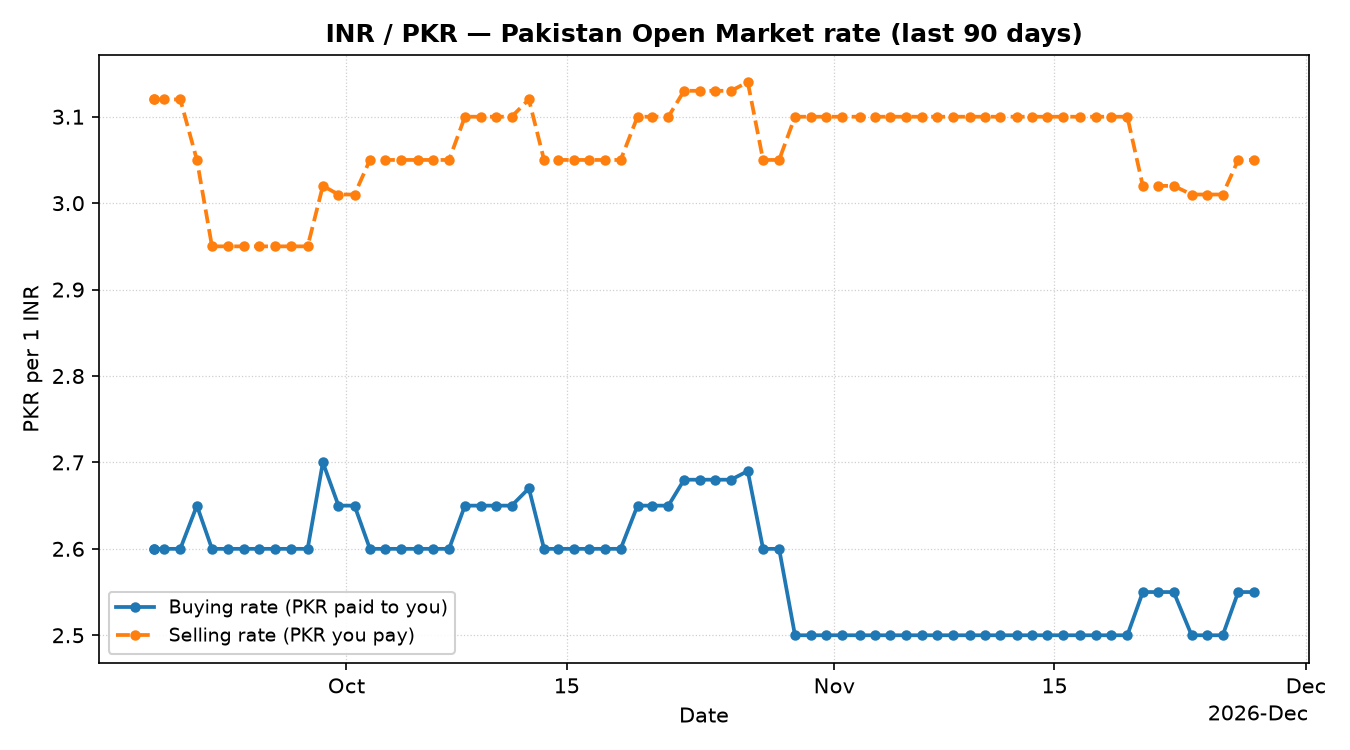 INR / PKR — Pakistan Open Market rate (last 90 days)
PKR per 1 INR
3.1
3.0
2.9
2.8
2.7
2.6
2.5
Buying rate (PKR paid to you)
Selling rate (PKR you pay)
Oct
15
Nov
15
Dec
Date
2026-Dec